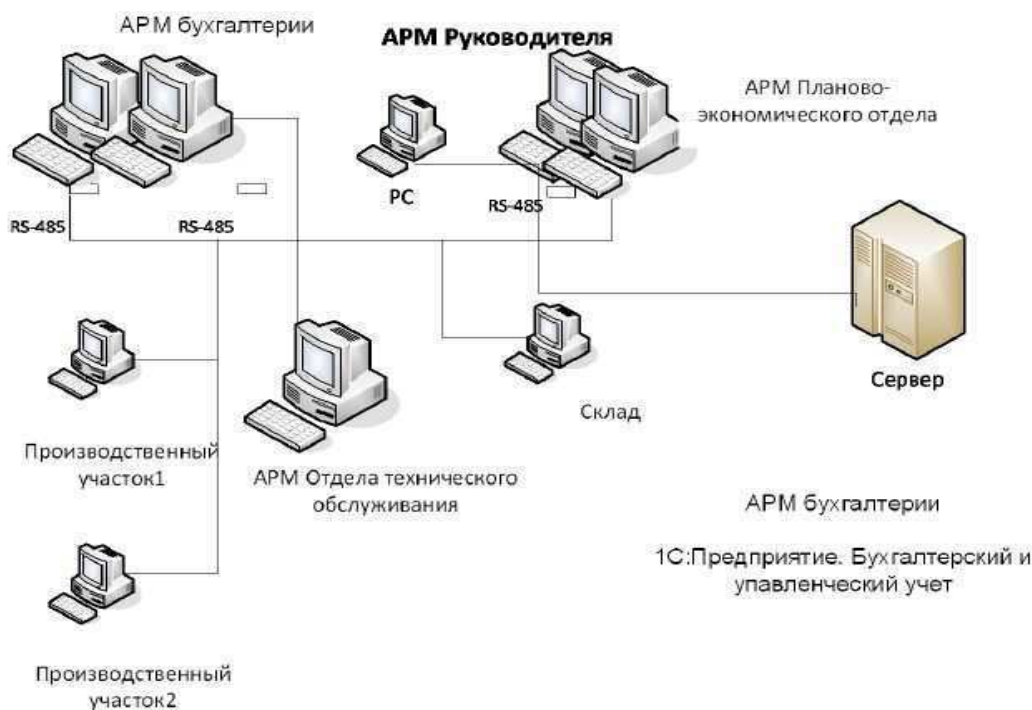 АРМ бухгалтерии
АРМ Руководителя
АРМ Планово-
экономического отдела
PC
RS-485
RS-485
RS-485
Сервер
Склад
Производственный
участок1
АРМ Отдела технического
обслуживания
АРМ бухгалтерии
1С:Предприятие. Бухгалтерский и
упавленческий учет
Производственный
участок2